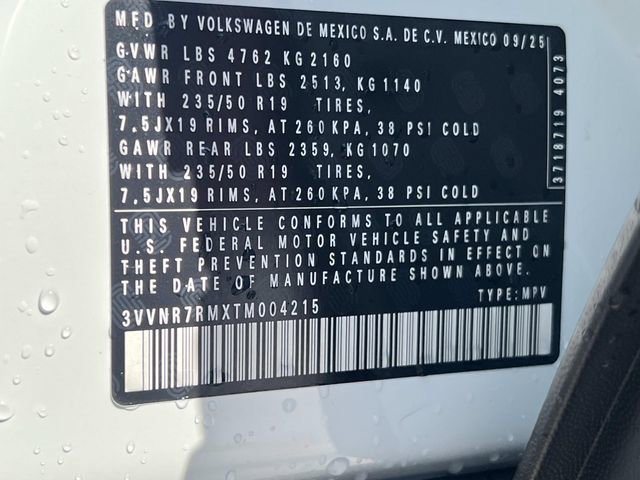 MFD BY VOLKSWAGEN DE MEXICO S.A. DE C.V. MEXICO 09/25
GVWR LBS 4762 KG 2160
GAWR FRONT LBS 2513, KG 1140
WITH 235/50 R19 TIRES,
7.5JX19 RIMS, AT 260 KPA, 38 PSI COLD
GAWR REAR LBS 2359, KG 1070
WITH 235/50 R19 TIRES,
7.5JX19 RIMS, AT 260 KPA, 38 PSI COLD
3718719 4073
THIS VEHICLE CONFORMS TO ALL APPLICABLE
U.S. FEDERAL MOTOR VEHICLE SAFETY AND
THEFT PREVENTION STANDARDS IN EFFECT ON
THE DATE OF MANUFACTURE SHOWN ABOVE.
3VVNR7RMXTM004215 TYPE: MPV